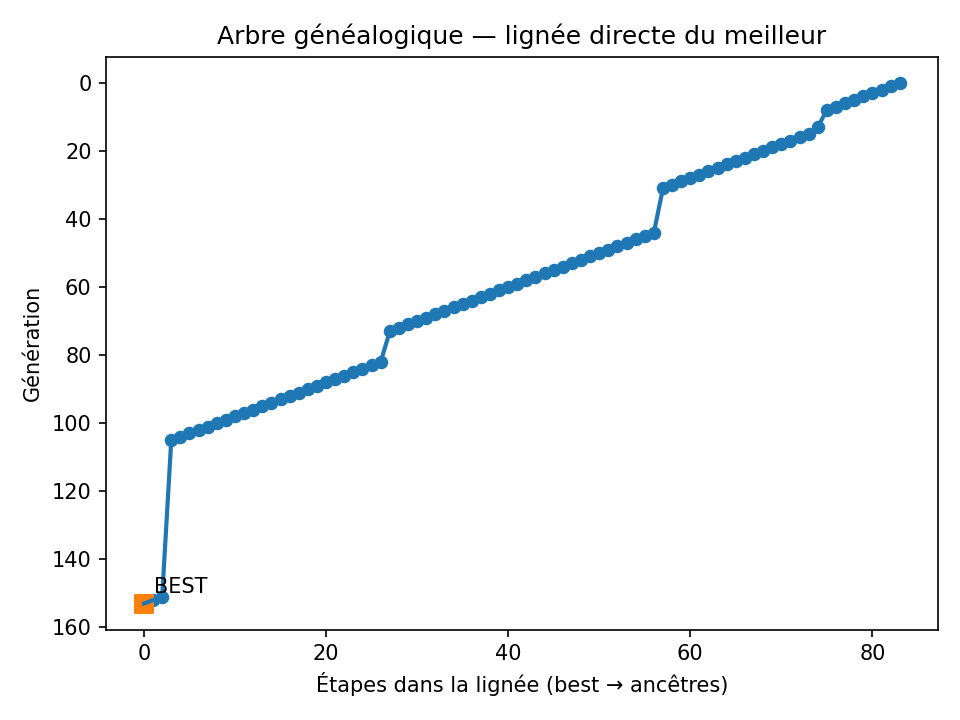 Arbre généalogique — lignée directe du meilleur
Génération
0
20
40
60
80
100
120
140
160
BEST
0 20 40 60 80
Étapes dans la lignée (best → ancêtres)